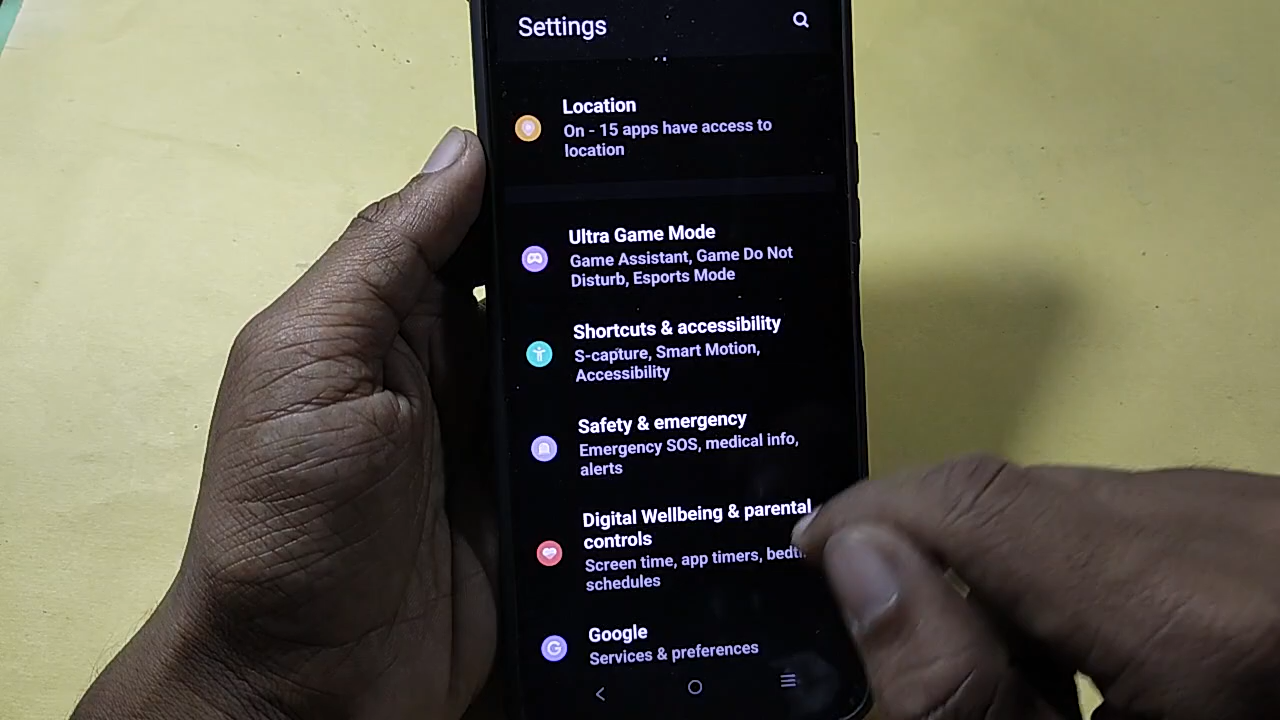 Settings
Location
On - 15 apps have access to
location
Ultra Game Mode
Game Assistant, Game Do Not
Disturb, Esports Mode
Shortcuts & accessibility
S-capture, Smart Motion,
Accessibility
Safety & emergency
Emergency SOS, medical info,
alerts
Digital Wellbeing & parental
controls
Screen time, app timers,
schedules
Google
Services & preferences